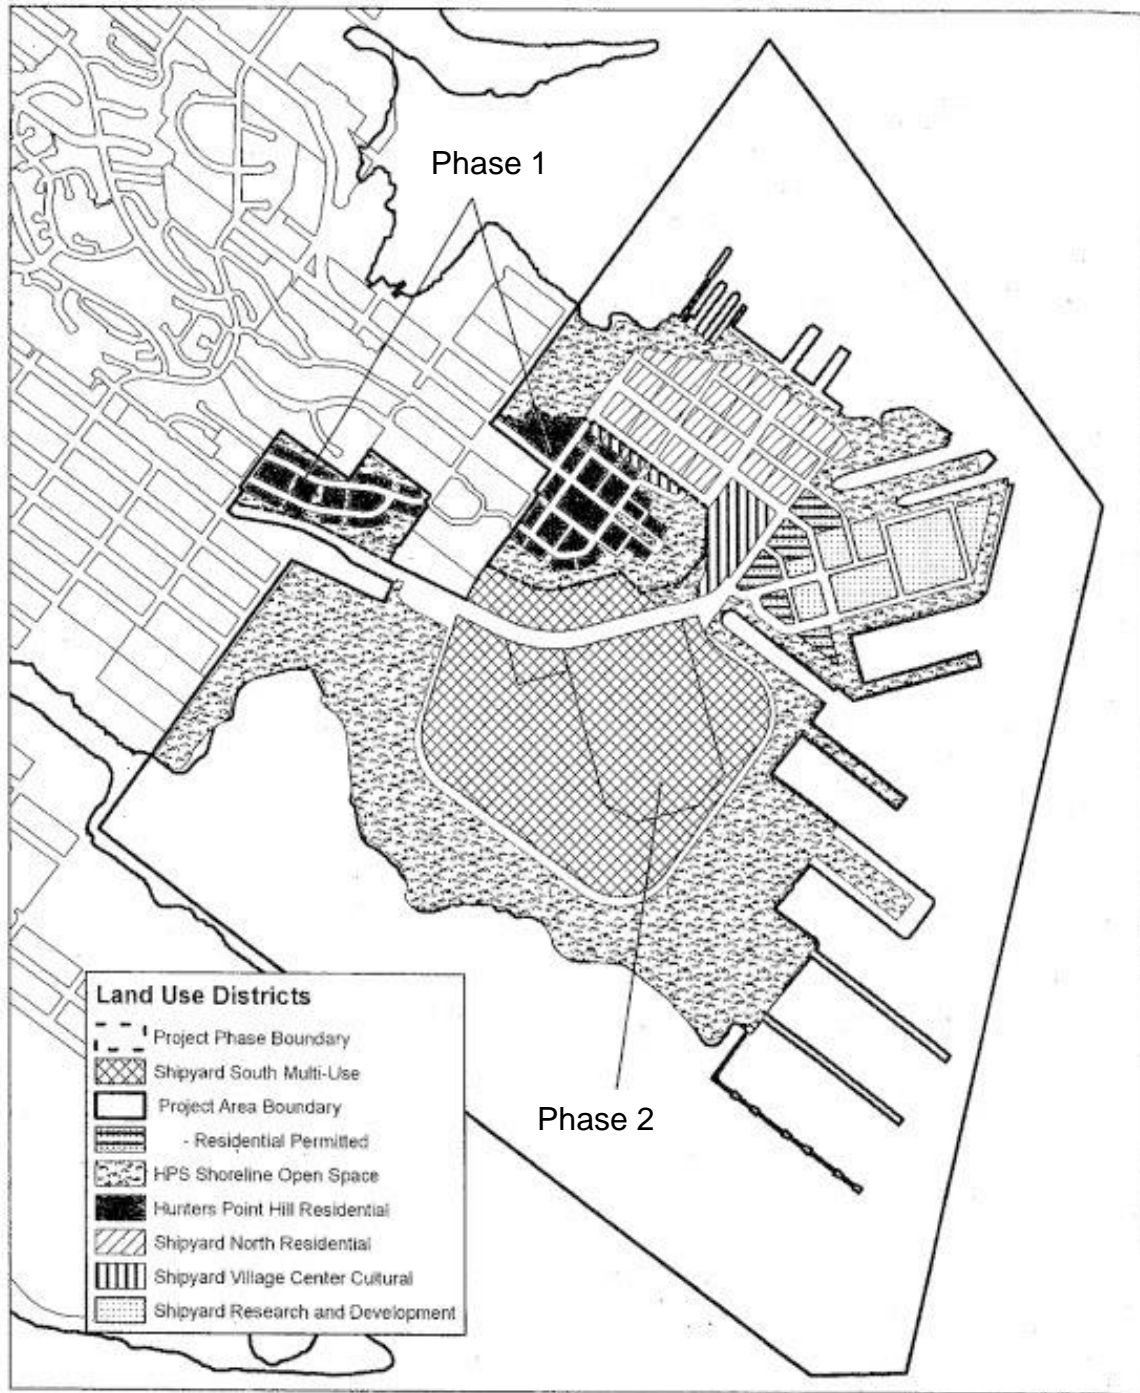 Phase 1
Phase 2
Land Use Districts
Project Phase Boundary
Shipyard South Multi-Use
Project Area Boundary
- Residential Permitted
HPS Shoreline Open Space
Hunters Point Hill Residential
Shipyard North Residential
Shipyard Village Center Cultural
Shipyard Research and Development